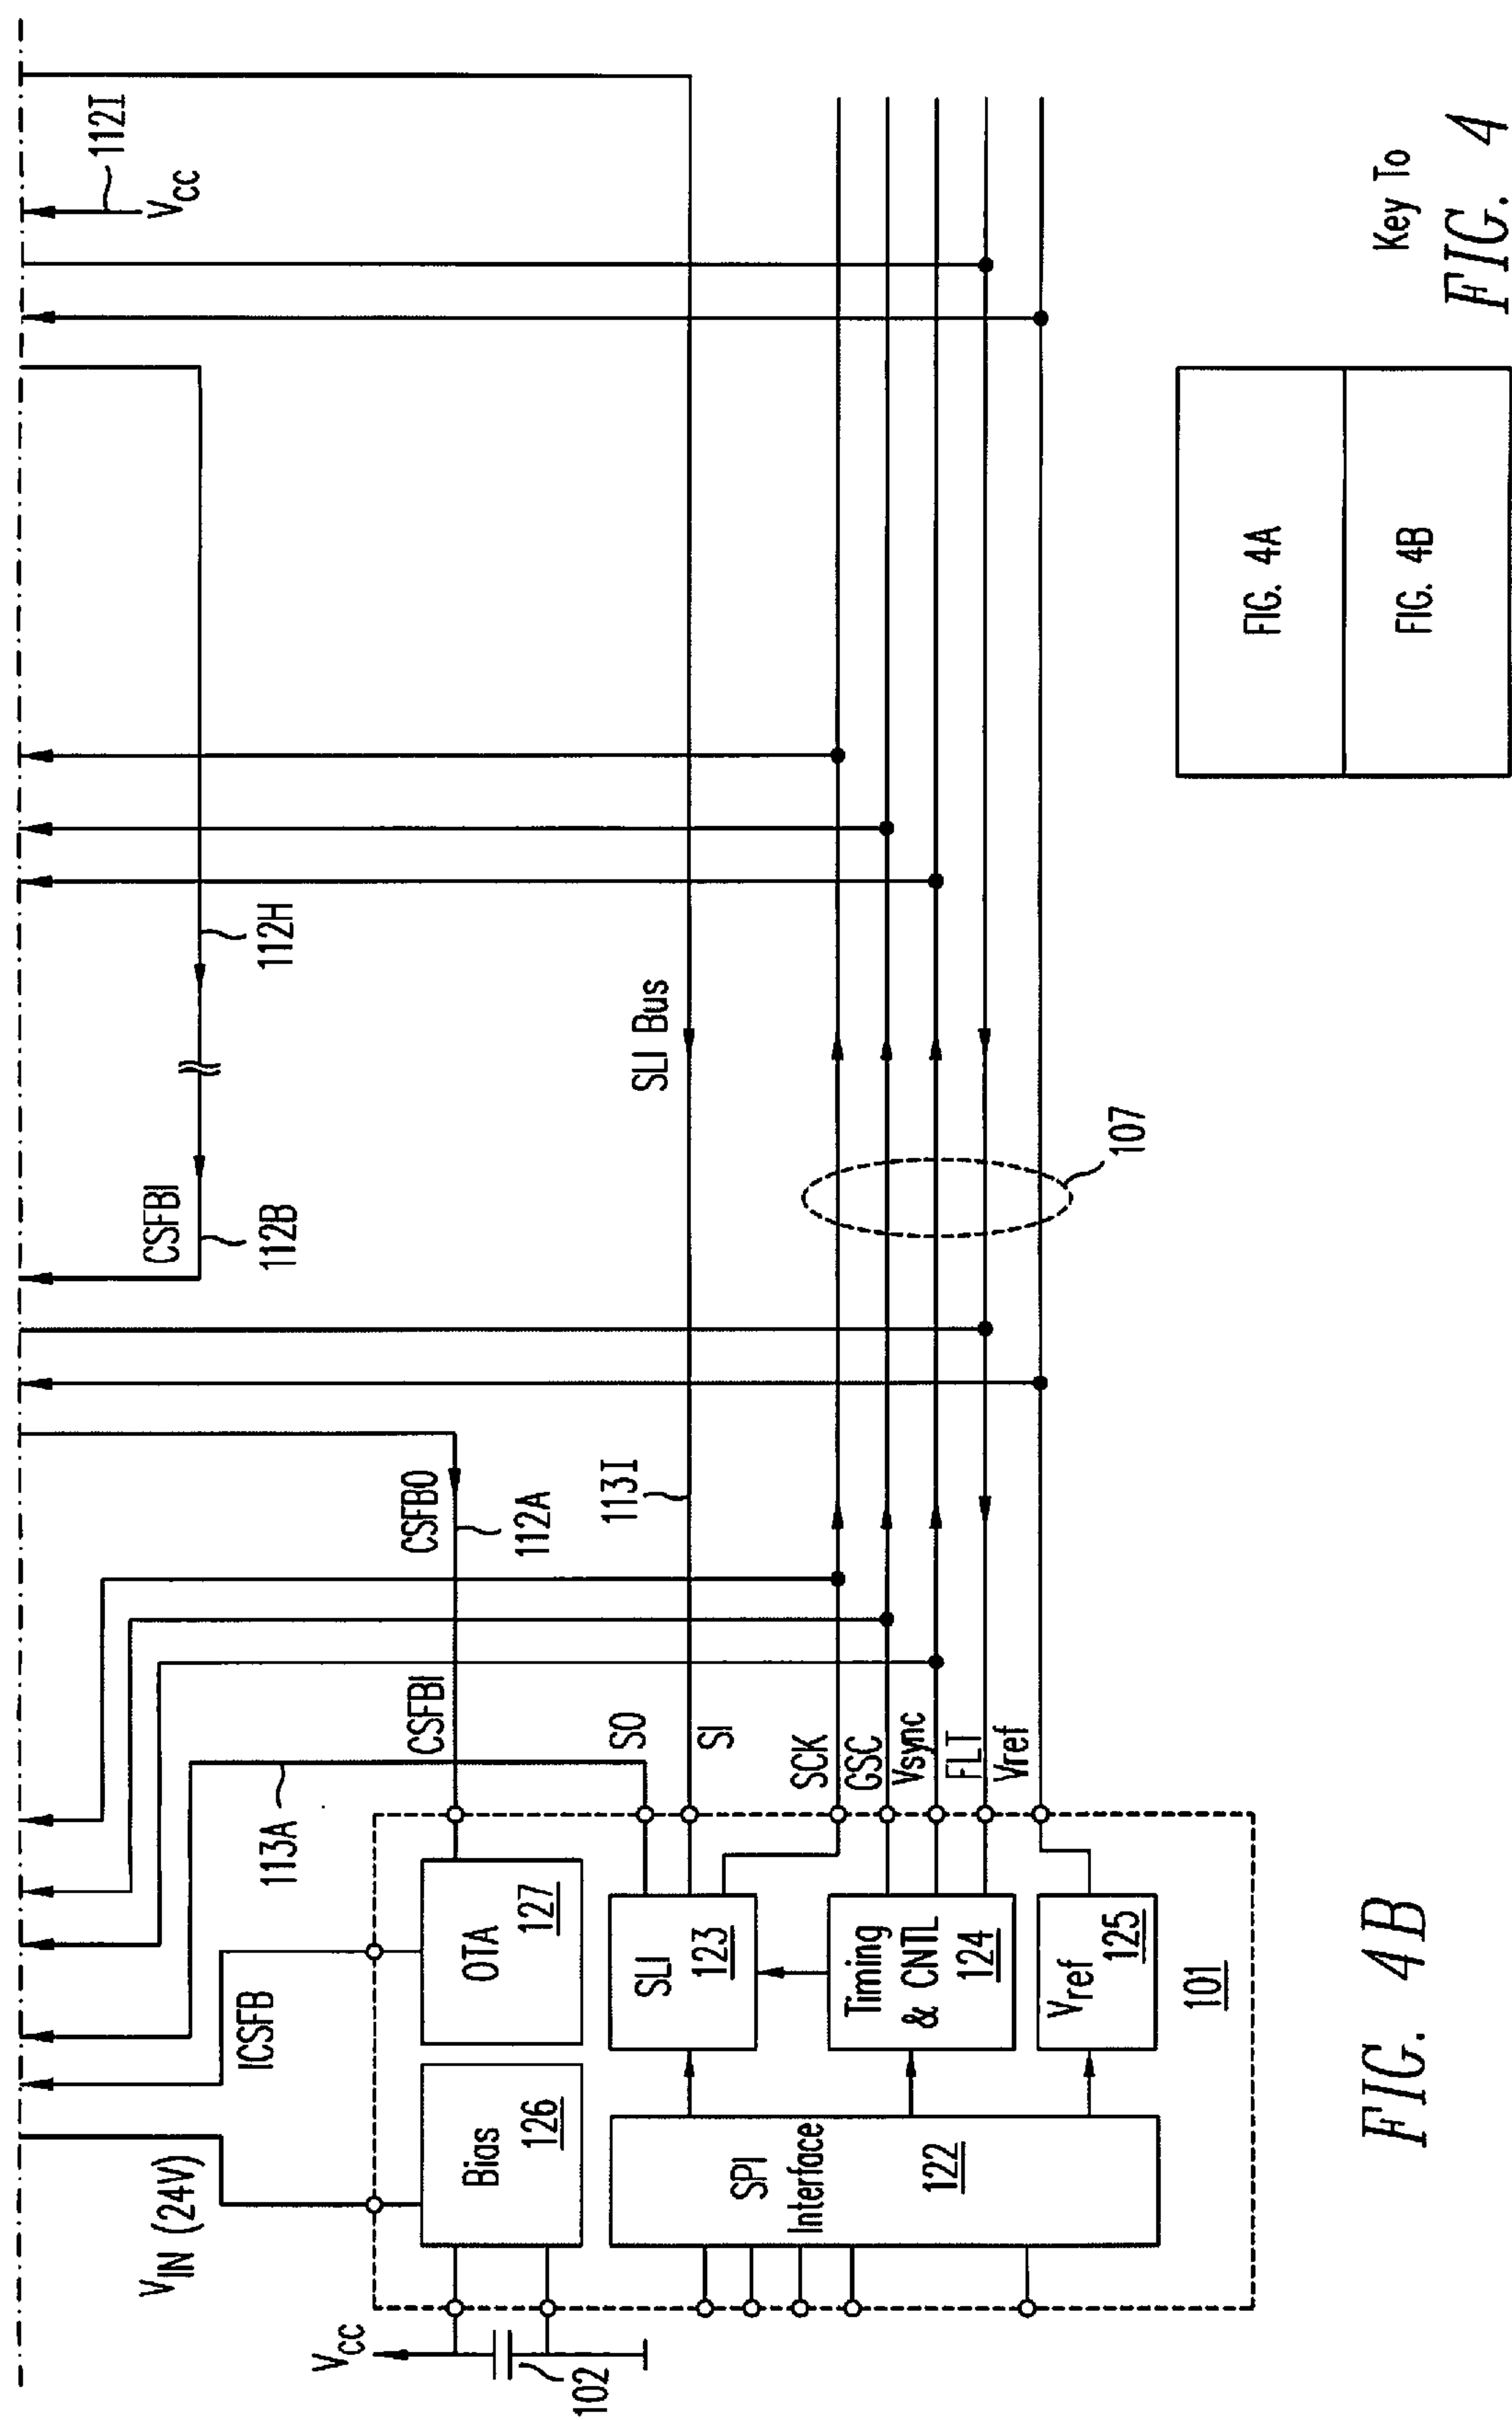 112I
VCC
112H
CSFBI
112B
SLI Bus
107
CSFBO
112A
113I
CSFBI
SO
SI
SCK
GSC
Vsync
FLT
Vref
113A
ICSFB
VIN (24V)
VCC
102
OTA
127
Bias
126
SLI
123
Timing
& CNTL
124
Vref
125
SPI
Interface
122
101
FIG. 4B
FIG. 4A
FIG. 4B
Key To
FIG. 4